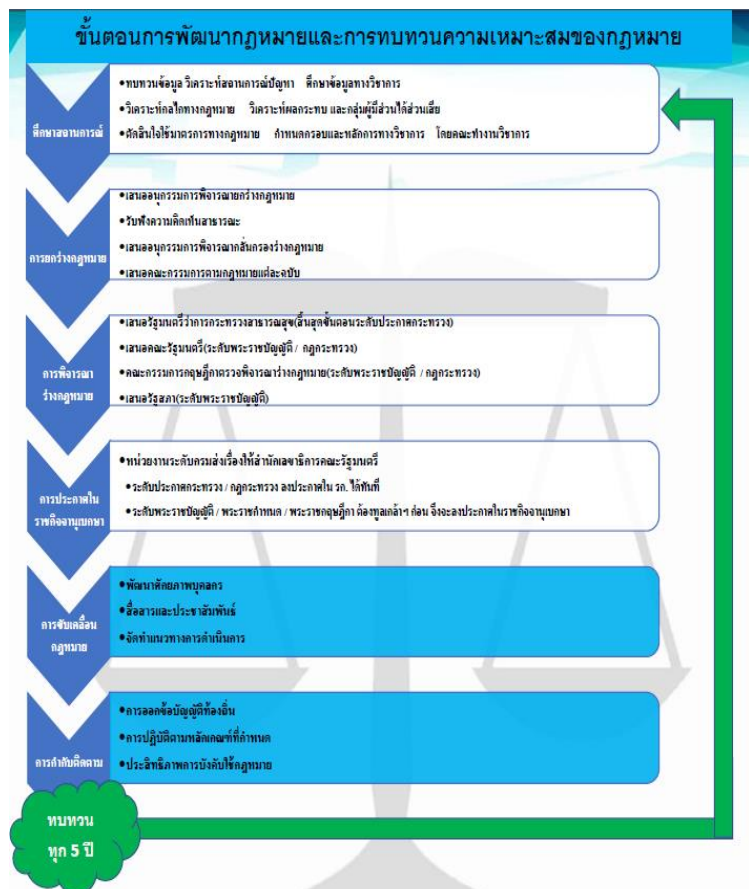 ขั้นตอนการพัฒนากฎหมายและการทบทวนความเหมาะสมของกฎหมาย
ศึกษาสถานการณ์
•ทบทวนข้อมูล วิเคราะห์สถานการณ์ปัญหา ศึกษาข้อมูลทางวิชาการ
•วิเคราะห์กลไกทางกฎหมาย วิเคราะห์ผลกระทบ และกลุ่มผู้มีส่วนได้ส่วนเสีย
•ตัดสินใจใช้มาตรการทางกฎหมาย กำหนดกรอบและหลักการทางวิชาการ โดยคณะทำงานวิชาการ
การยกร่างกฎหมาย
•เสนออนุกรรมการพิจารณายกร่างกฎหมาย
•รับฟังความคิดเห็นสาธารณะ
•เสนออนุกรรมการพิจารณากลั่นกรองร่างกฎหมาย
•เสนอคณะกรรมการตามกฎหมายแต่ละฉบับ
การพิจารณา
ร่างกฎหมาย
•เสนอรัฐมนตรีว่าการกระทรวงสาธารณสุข(สิ้นสุดขั้นตอนระดับประกาศกระทรวง)
•เสนอคณะรัฐมนตรี(ระดับพระราชบัญญัติ / กฎกระทรวง)
•คณะกรรมการกฤษฎีกาตรวจพิจารณาร่างกฎหมาย(ระดับพระราชบัญญัติ / กฎกระทรวง)
•เสนอรัฐสภา(ระดับพระราชบัญญัติ)
การประกาศใน
ราชกิจจานุเบกษา
•หน่วยงานระดับกรมส่งเรื่องให้สำนักเลขาธิการคณะรัฐมนตรี
•ระดับประกาศกระทรวง / กฎกระทรวง ลงประกาศใน รก. ได้ทันที
•ระดับพระราชบัญญัติ / พระราชกำหนด / พระราชกฤษฎีกา ต้องทูลเกล้าฯ ก่อน จึงจะลงประกาศในราชกิจจานุเบกษา
การขับเคลื่อน
กฎหมาย
•พัฒนาศักยภาพบุคลากร
•สื่อสารและประชาสัมพันธ์
•จัดทำแนวทางการดำเนินการ
การกำกับติดตาม
•การออกข้อบัญญัติท้องถิ่น
•การปฏิบัติตามหลักเกณฑ์ที่กำหนด
•ประสิทธิภาพการบังคับใช้กฎหมาย
ทบทวน
ทุก 5 ปี